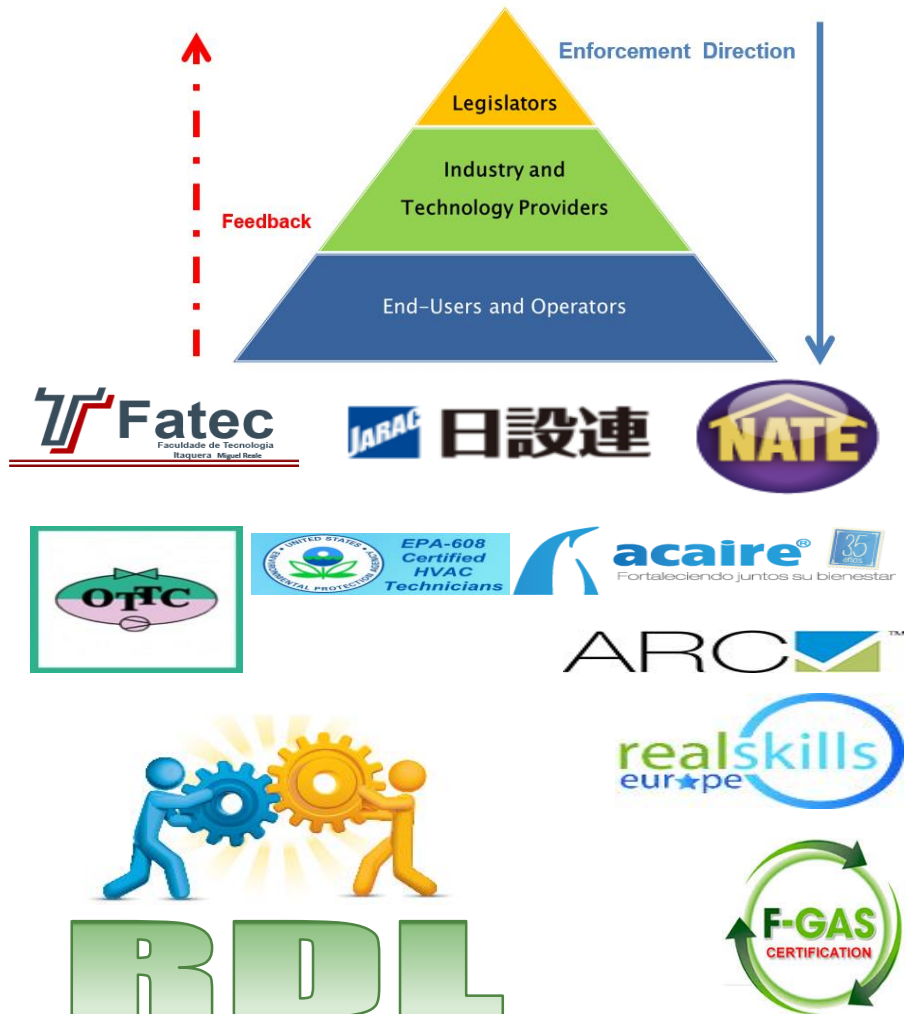 Enforcement Direction
Legislators
Industry and
Technology Providers
Feedback
End-Users and Operators
Fatec
Faculdade de Tecnologia
Itaquera Miguel Reale
JARAC 日設連
NATE
OTTC
UNITED STATES
ENVIRONMENTAL PROTECTION AGENCY
EPA-608
Certified
HVAC
Technicians
acaire®
35
años
Fortaleciendo juntos su bienestar
ARC™
realskills
europe
F-GAS
CERTIFICATION
RDL